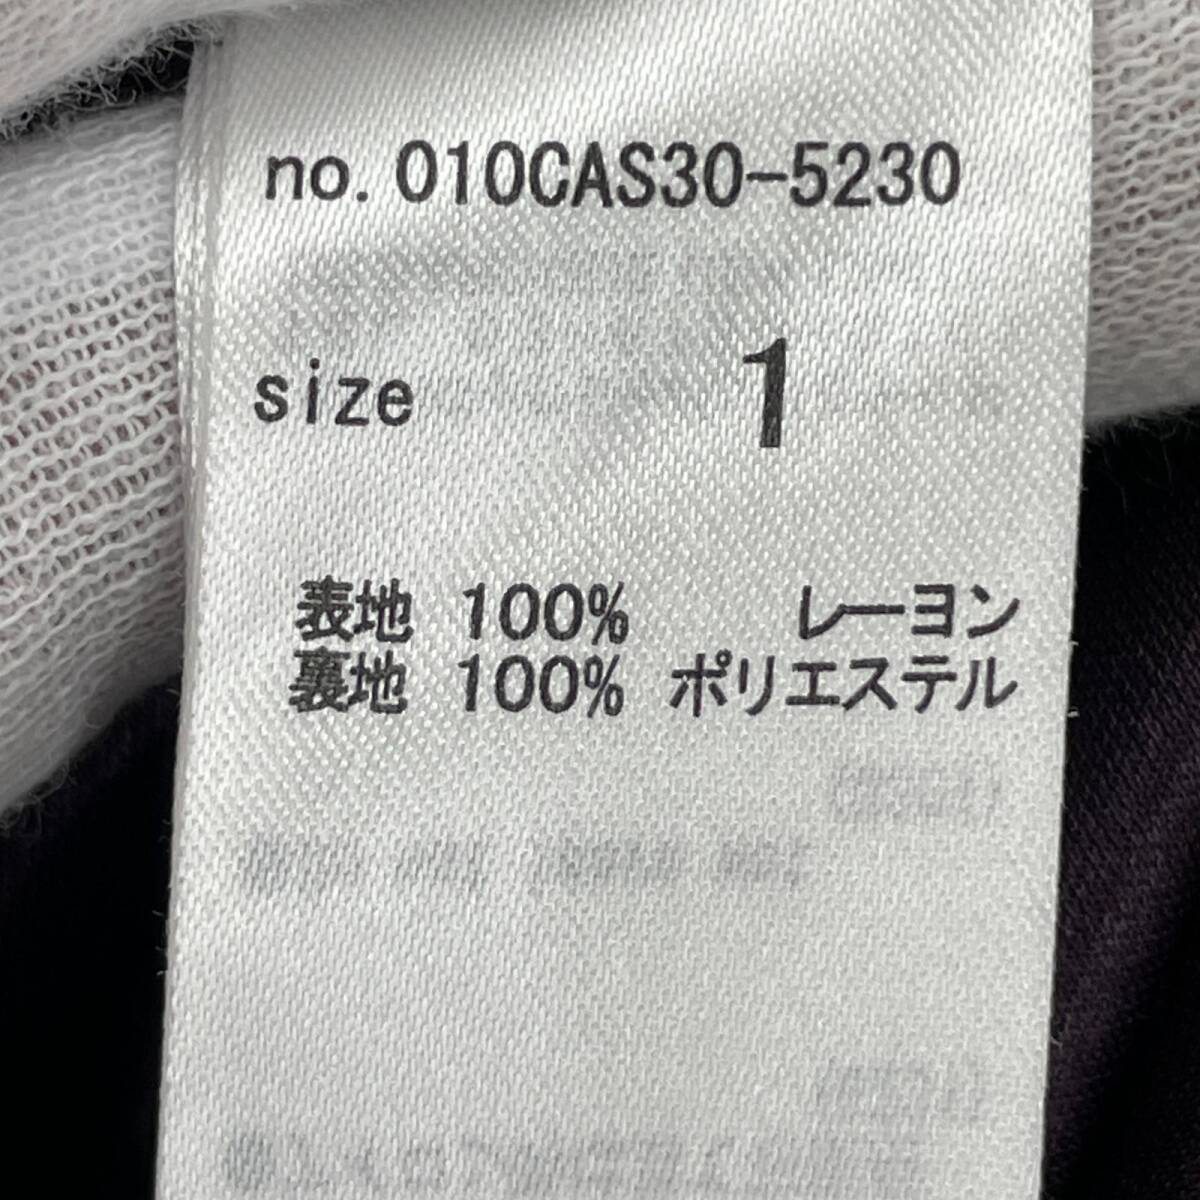 no. 010CAS30-5230
size 1
表地 100% レーヨン
裏地 100% ポリエステル